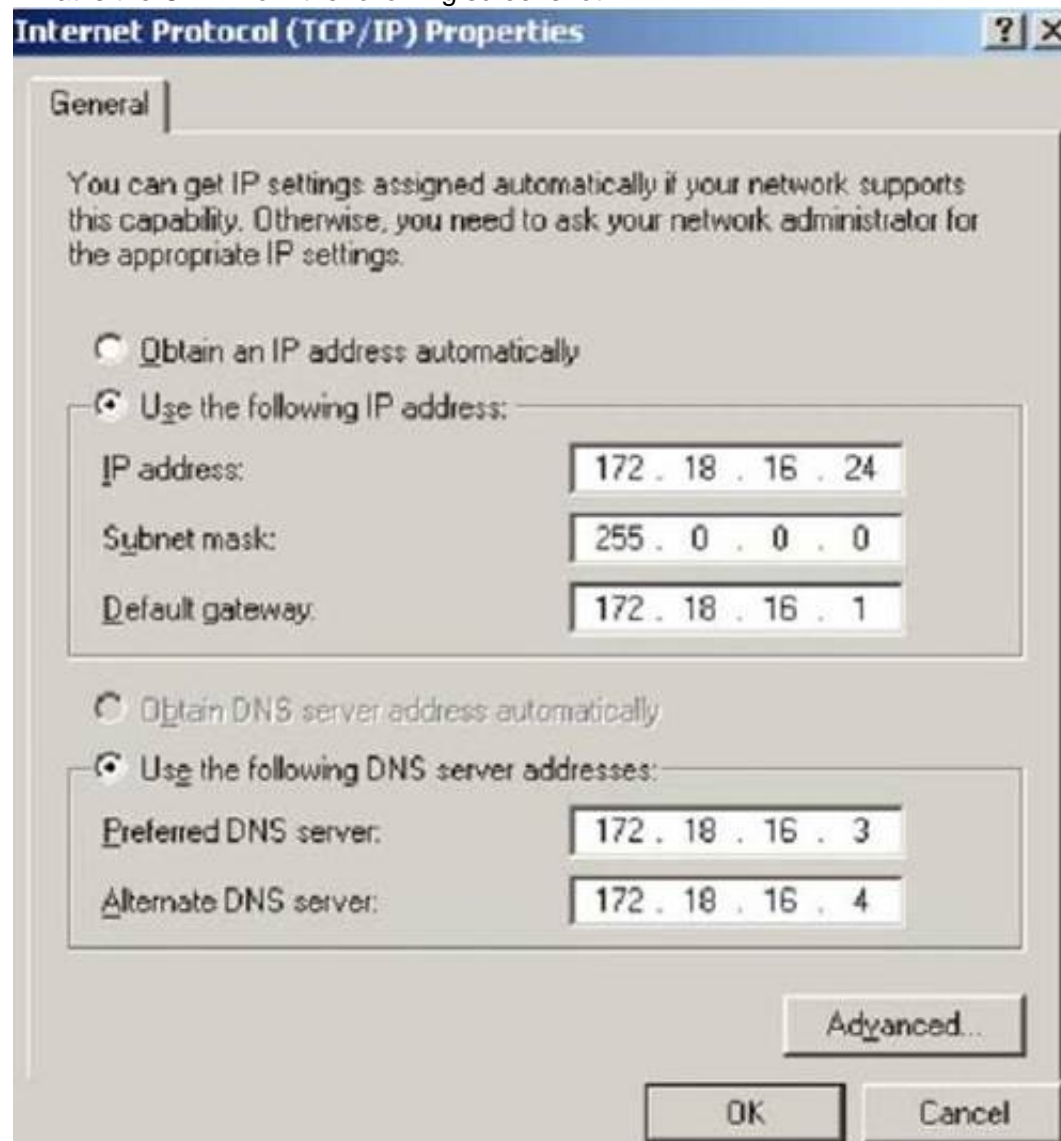 Internet Protocol (TCP/IP) Properties
General
You can get IP settings assigned automatically if your network supports
this capability. Otherwise, you need to ask your network administrator for
the appropriate IP settings.
Obtain an IP address automatically
Use the following IP address:
IP address: 172 . 18 . 16 . 24
Subnet mask: 255 . 0 . 0 . 0
Default gateway: 172 . 18 . 16 . 1
Obtain DNS server address automatically
Use the following DNS server addresses:
Preferred DNS server: 172 . 18 . 16 . 3
Alternate DNS server: 172 . 18 . 16 . 4
Advanced...
OK Cancel